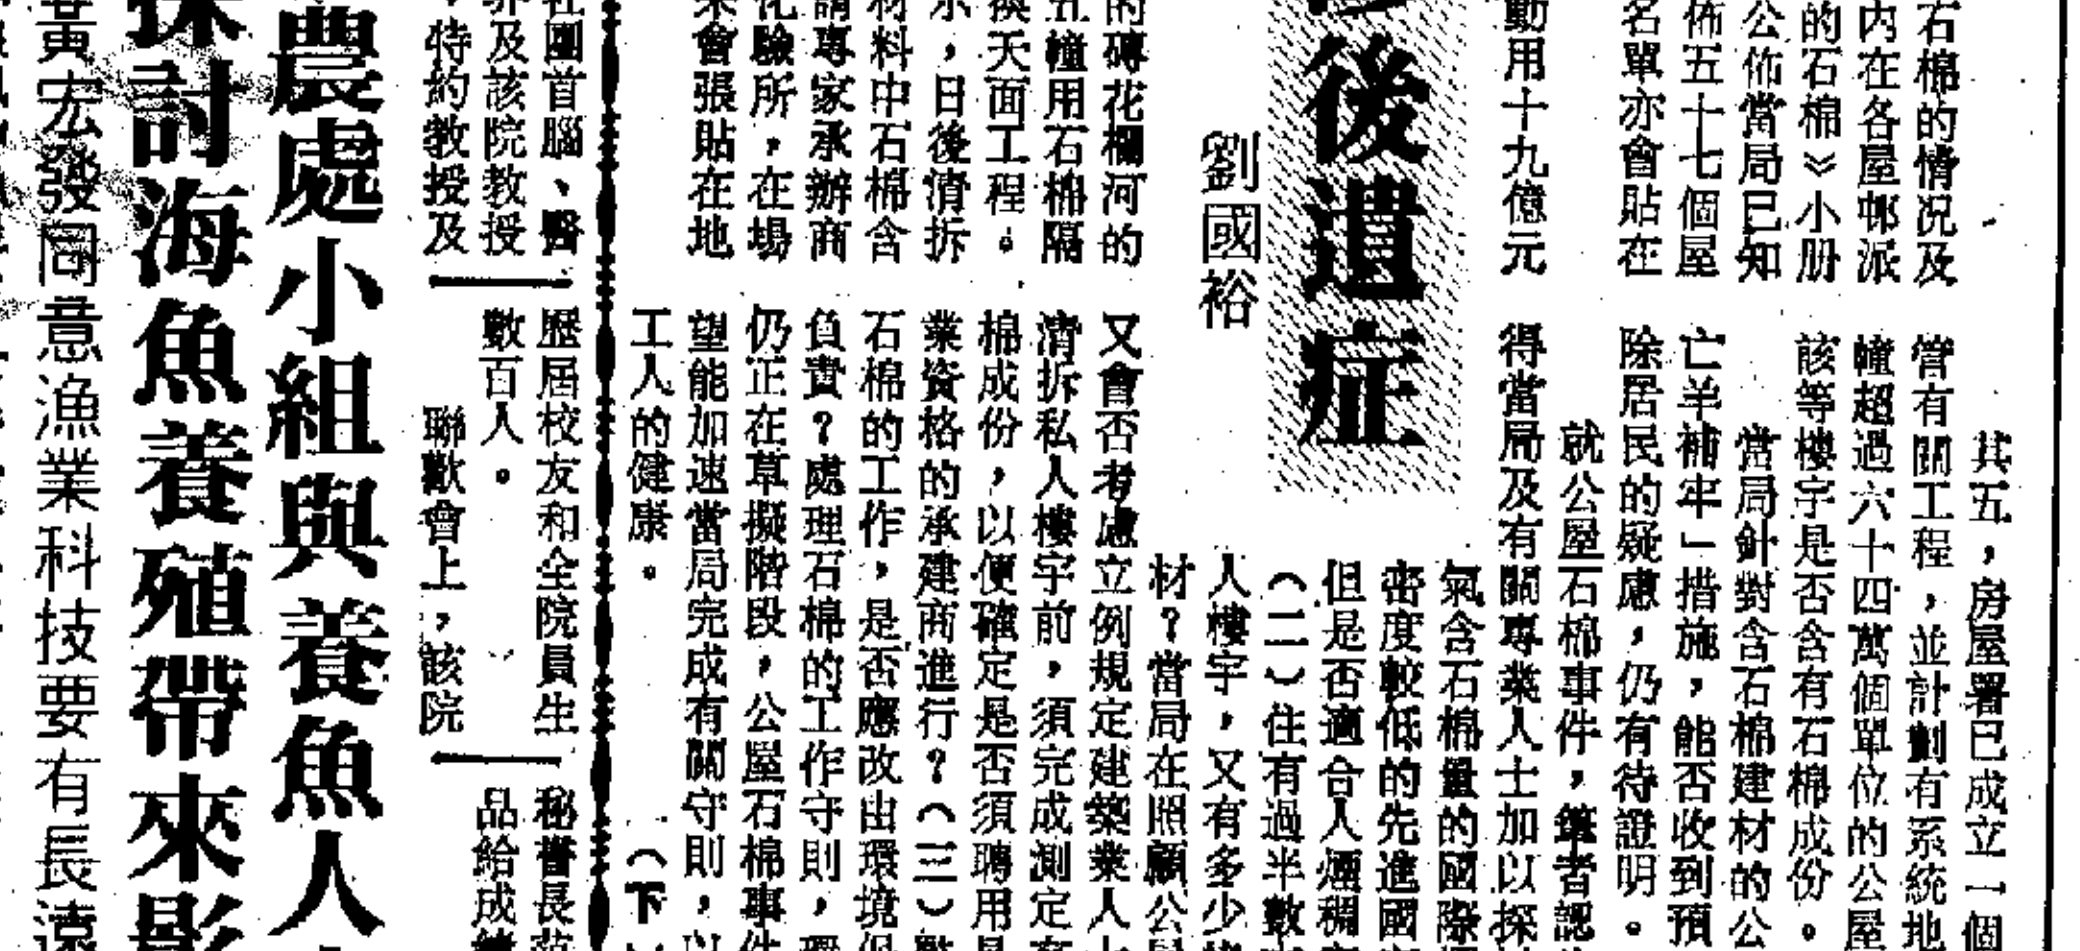 石棉的情況及
內在各屋邨派
的石棉》小册
公佈當局已知
佈五十七個屋
名單亦會貼在
動用十九億元
後遺症
劉國裕
的磚花欄河的
五幢用石棉隔
換天面工程。
示，日後清拆
材料中石棉含
請專家承辦商
化驗所，在場
來會張貼在地
其五，房屋署已成立一個
管有關工程，並計劃有系統地
幢超過六十四萬個單位的公屋
該等樓宇是否含有石棉成份。
當局針對含石棉建材的公
亡羊補牢」措施，能否收到預
除居民的疑慮，仍有待證明。
就公屋石棉事件，筆者認
得當局及有關專業人士加以探
氣含石棉量的國際
密度較低的先進國
但是否適合人煙稠
（二）住有過半數
人樓宇，又有多少
材？當局在照顧公
又會否考慮立例規定建築業人
清拆私人樓宇前，須完成測定
棉成份，以便確定是否須聘用
業資格的承建商進行？（三）
石棉的工作，是否應改由環境
負責？處理石棉的工作守則，
仍正在草擬階段，公屋石棉事
望能加速當局完成有關守則，以
工人的健康。
（下
社團首腦、醫
界及該院教授
，特約教授及
歷屆校友和全院員生
數百人。
聯歡會上，該院
秘書長
品給成
農處小組與養魚人
探討海魚養殖帶來影
黃宏發同意漁業科技要有長遠